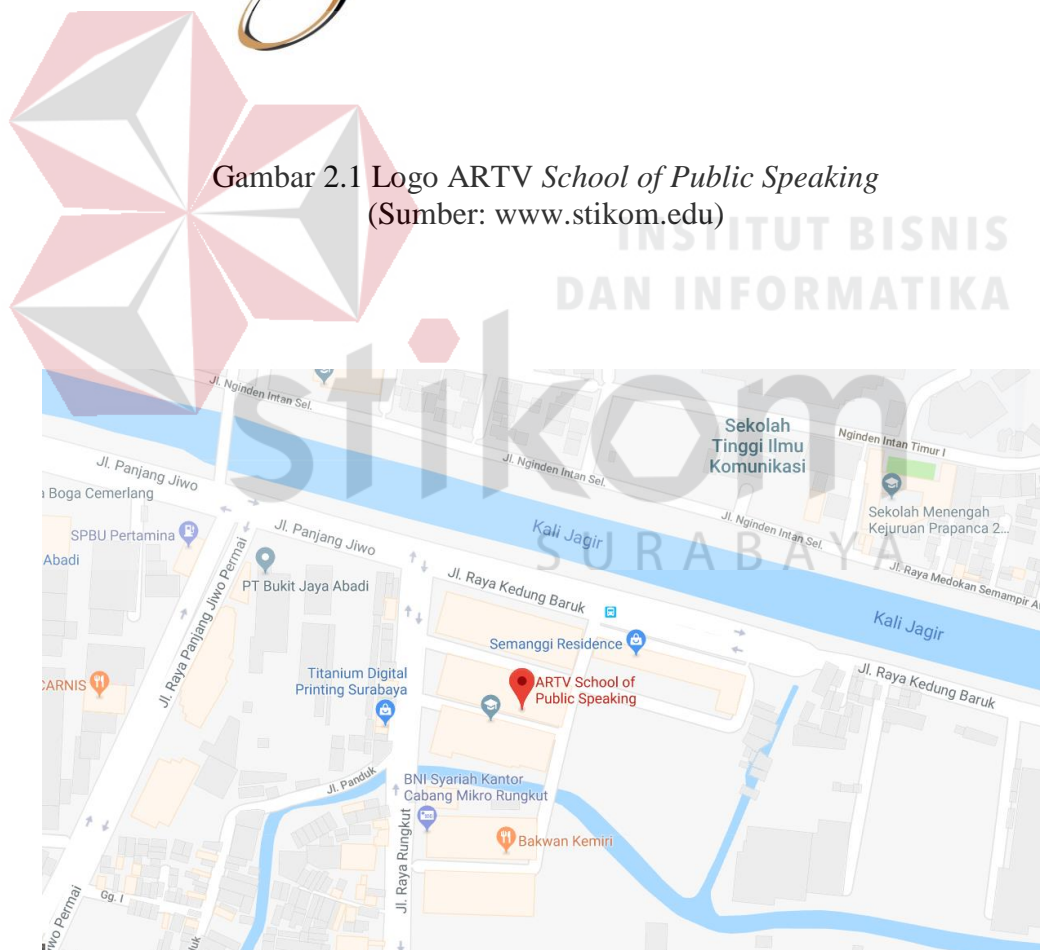 Gambar 2.1 Logo ARTV School of Public Speaking
(Sumber: www.stikom.edu)
INSTITUT BISNIS
DAN INFORMATIKA
stikom
SURABAYA
Jl. Nginden Intan Sel.
Sekolah
Tinggi Ilmu
Komunikasi
Nginden Intan Timur I
Jl. Panjang Jiwo
Jl. Nginden Intan Sel.
a Boga Cemerlang
Sekolah Menengah
Kejuruan Prapanca 2...
Jl. Nginden Intan Sel.
SPBU Pertamina
Jl. Panjang Jiwo
Kali Jagir
Abadi
Jl. Raya Medokan Semampir A
PT Bukit Jaya Abadi
Jl. Raya Kedung Baruk
Jl. Raya Panjang Jiwo Permai
Kali Jagir
Semanggi Residence
Jl. Raya Kedung Baruk
CARNIS
Titanium Digital
Printing Surabaya
ARTV School of
Public Speaking
Jl. Panduk
BNI Syariah Kantor
Cabang Mikro Rungkut
Bakwan Kemiri
Jl. Raya Rungkut
Gg. I
wo Permai
uk